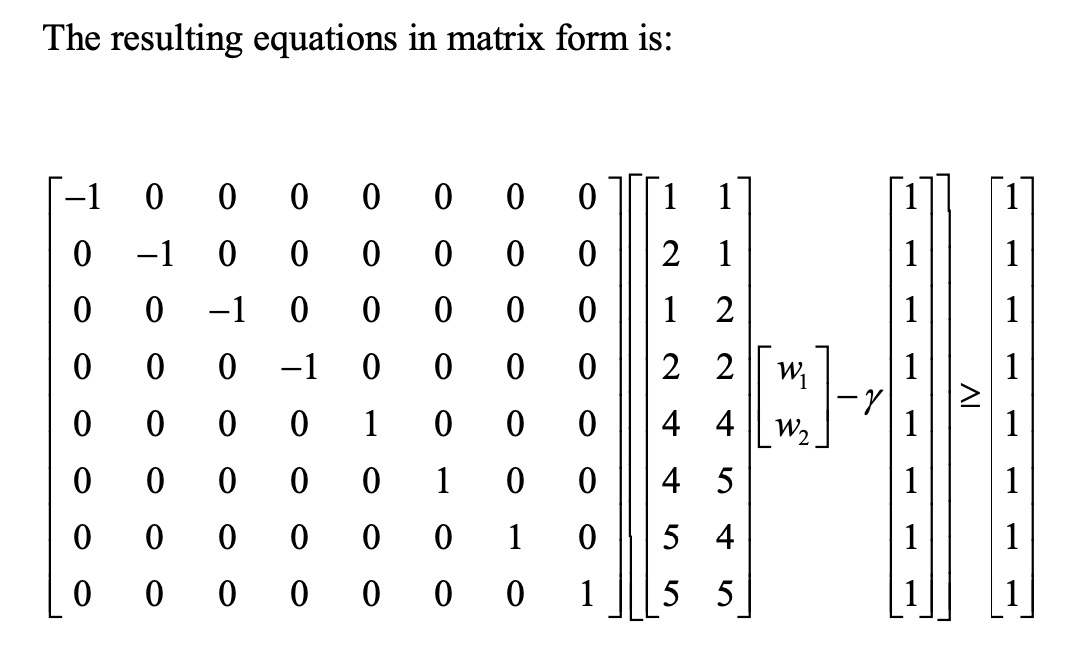 The resulting equations in matrix form is:
−1 0 0 0 0 0 0 0 1 1 1 1
0 −1 0 0 0 0 0 0 2 1 1 1
0 0 −1 0 0 0 0 0 1 2 1 1
0 0 0 −1 0 0 0 0 2 2 w₁ 1 1
− γ ≥
0 0 0 0 1 0 0 0 4 4 w₂ 1 1
0 0 0 0 0 1 0 0 4 5 1 1
0 0 0 0 0 0 1 0 5 4 1 1
0 0 0 0 0 0 0 1 5 5 1 1